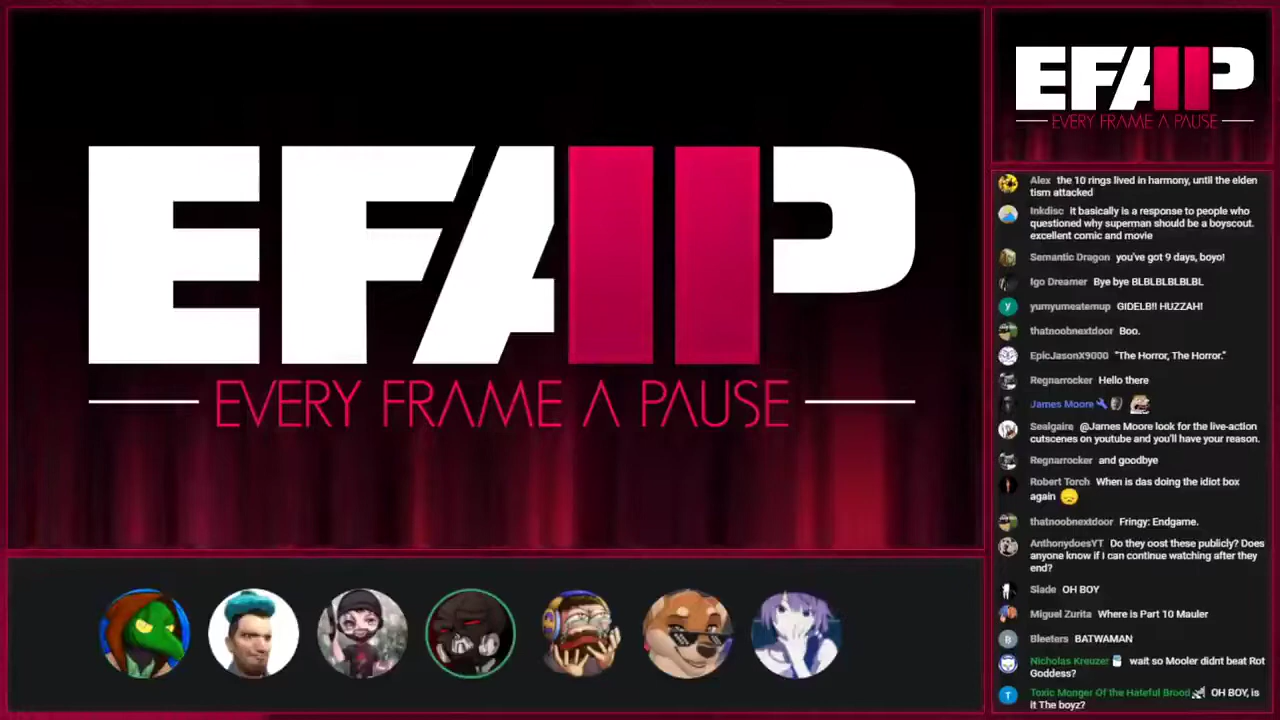 EFAP
EVERY FRAME A PAUSE
EFAP
EVERY FRAME A PAUSE
Alex the 10 rings lived in harmony, until the elden
tism attacked
Inkdisc It basically is a response to people who
questioned why superman should be a boyscout.
excellent comic and movie
Semantic Dragon you've got 9 days, boyo!
Igo Dreamer Bye bye BLBLBLBLBLBL
Y
yumyumeatemup GIDELB!! HUZZAH!
thatnoobnextdoor Boo.
EpicJasonX9000 "The Horror, The Horror."
Regnarrocker Hello there
James Moore
Sealgaire @James Moore look for the live-action
cutscenes on youtube and you'll have your reason.
Regnarrocker and goodbye
Robert Torch When is das doing the idiot box
again
thatnoobnextdoor Fringy: Endgame.
AnthonydoesYT Do they oost these publicly? Does
anyone know if I can continue watching after they
end?
Slade OH BOY
Miguel Zurita Where is Part 10 Mauler
B
Bleeters BATWAMAN
Nicholas Kreuzer wait so Mooler didnt beat Rot
Goddess?
T
Toxic Monger Of the Hateful Brood OH BOY, is
it The boyz?